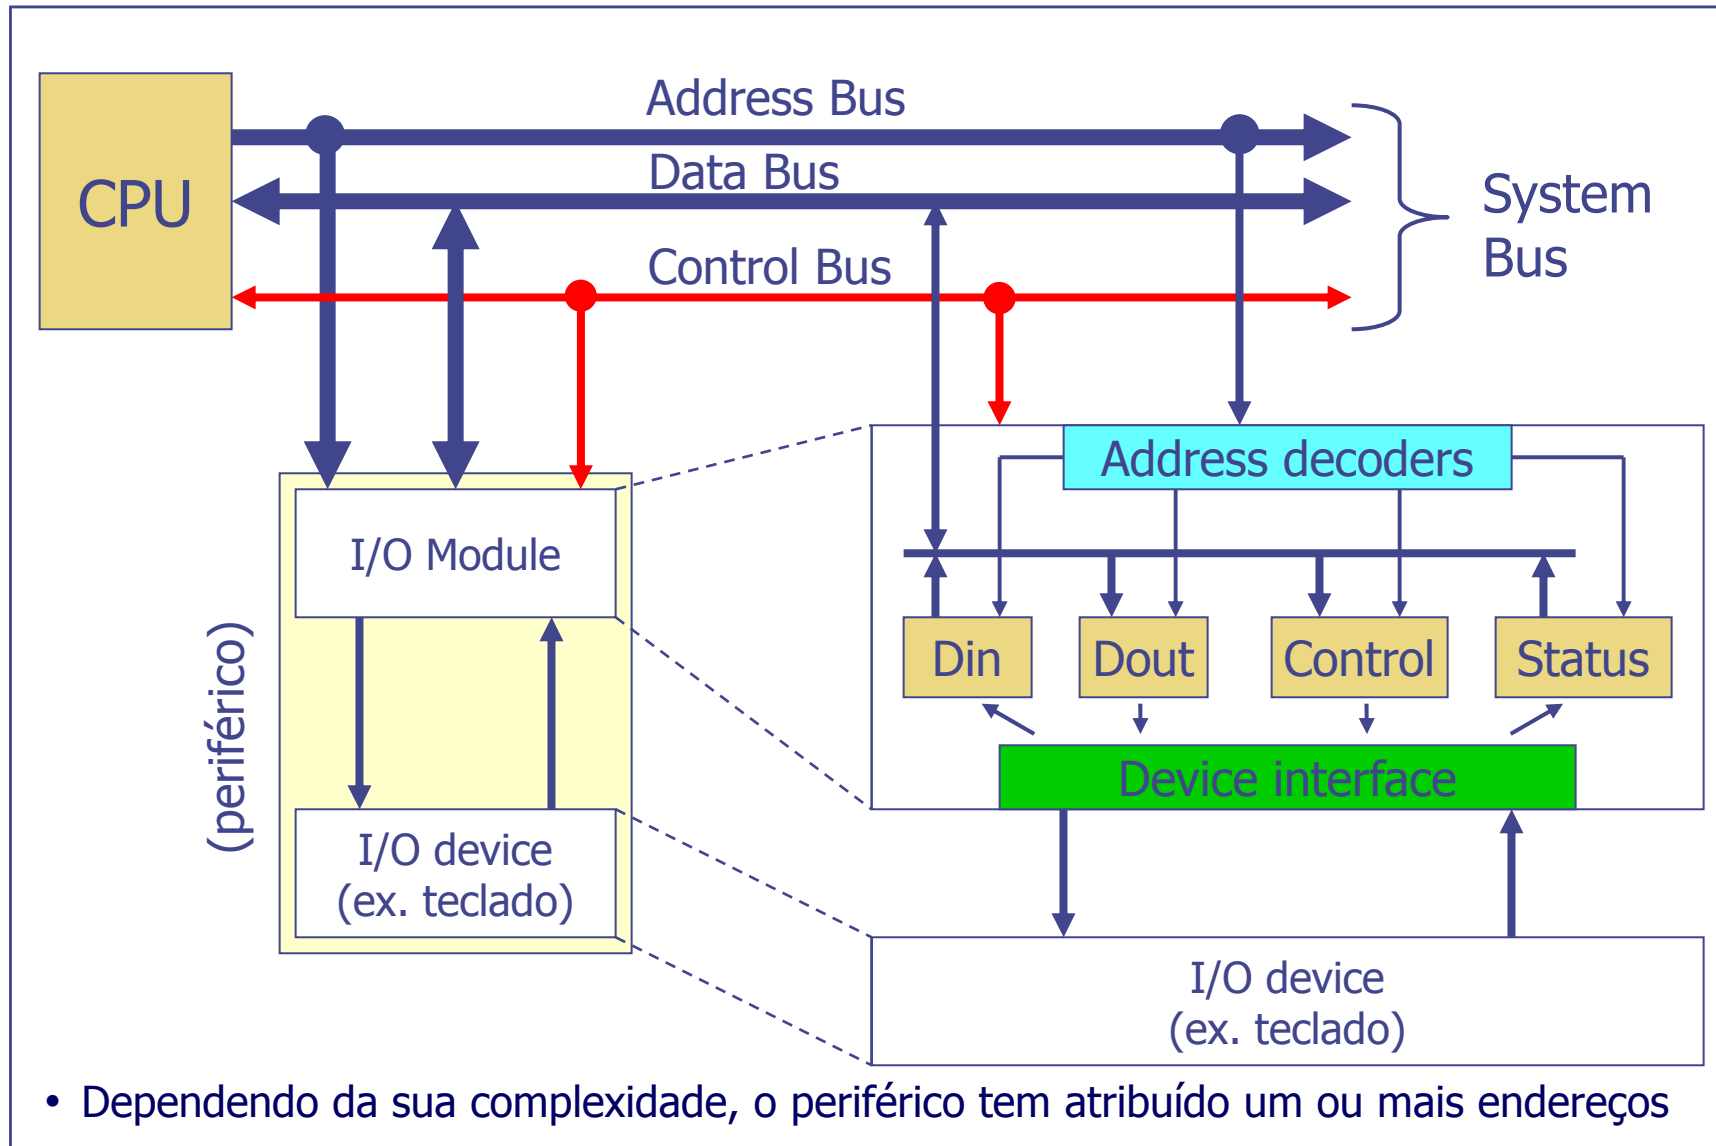 Address Bus
CPU
Data Bus
System
Bus
Control Bus
Address decoders
I/O Module
(periférico)
Din
Dout
Control
Status
Device interface
I/O device
(ex. teclado)
I/O device
(ex. teclado)
• Dependendo da sua complexidade, o periférico tem atribuído um ou mais endereços